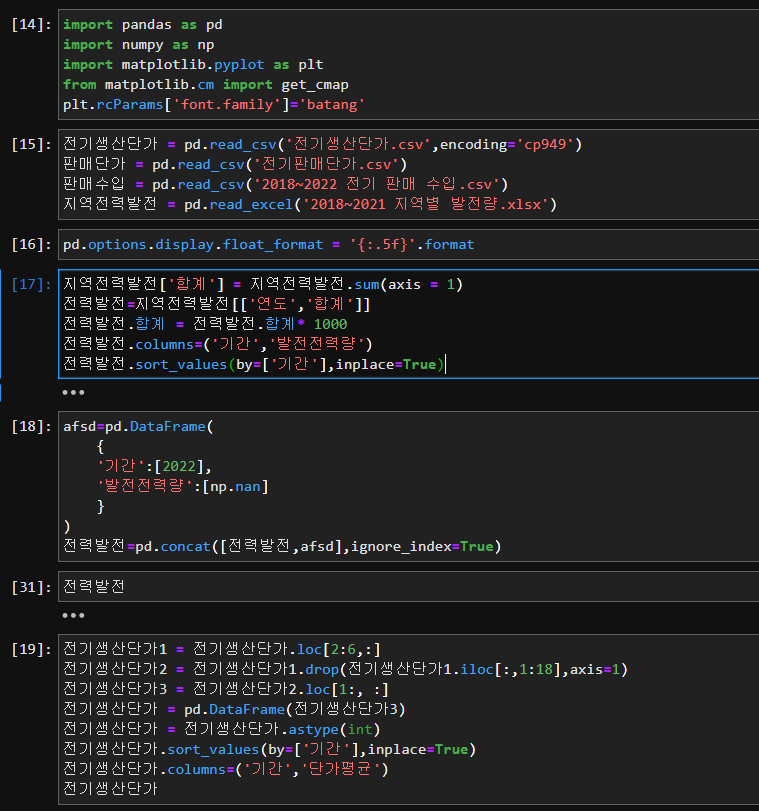 [14]: import pandas as pd
import numpy as np
import matplotlib.pyplot as plt
from matplotlib.cm import get_cmap
plt.rcParams['font.family']='batang'
[15]: 전기생산단가 = pd.read_csv('전기생산단가.csv',encoding='cp949')
판매단가 = pd.read_csv('전기판매단가.csv')
판매수입 = pd.read_csv('2018~2022 전기 판매 수입.csv')
지역전력발전 = pd.read_excel('2018~2021 지역별 발전량.xlsx')
[16]: pd.options.display.float_format = '{:.5f}'.format
[17]: 지역전력발전['합계'] = 지역전력발전.sum(axis = 1)
전력발전=지역전력발전[['연도','합계']]
전력발전.합계 = 전력발전.합계* 1000
전력발전.columns=('기간','발전전력량')
전력발전.sort_values(by=['기간'],inplace=True)
•••
[18]: afsd=pd.DataFrame(
{
'기간':[2022],
'발전전력량':[np.nan]
}
)
전력발전=pd.concat([전력발전,afsd],ignore_index=True)
[31]: 전력발전
•••
[19]: 전기생산단가1 = 전기생산단가.loc[2:6,:]
전기생산단가2 = 전기생산단가1.drop(전기생산단가1.iloc[:,1:18],axis=1)
전기생산단가3 = 전기생산단가2.loc[1:, :]
전기생산단가 = pd.DataFrame(전기생산단가3)
전기생산단가 = 전기생산단가.astype(int)
전기생산단가.sort_values(by=['기간'],inplace=True)
전기생산단가.columns=('기간','단가평균')
전기생산단가